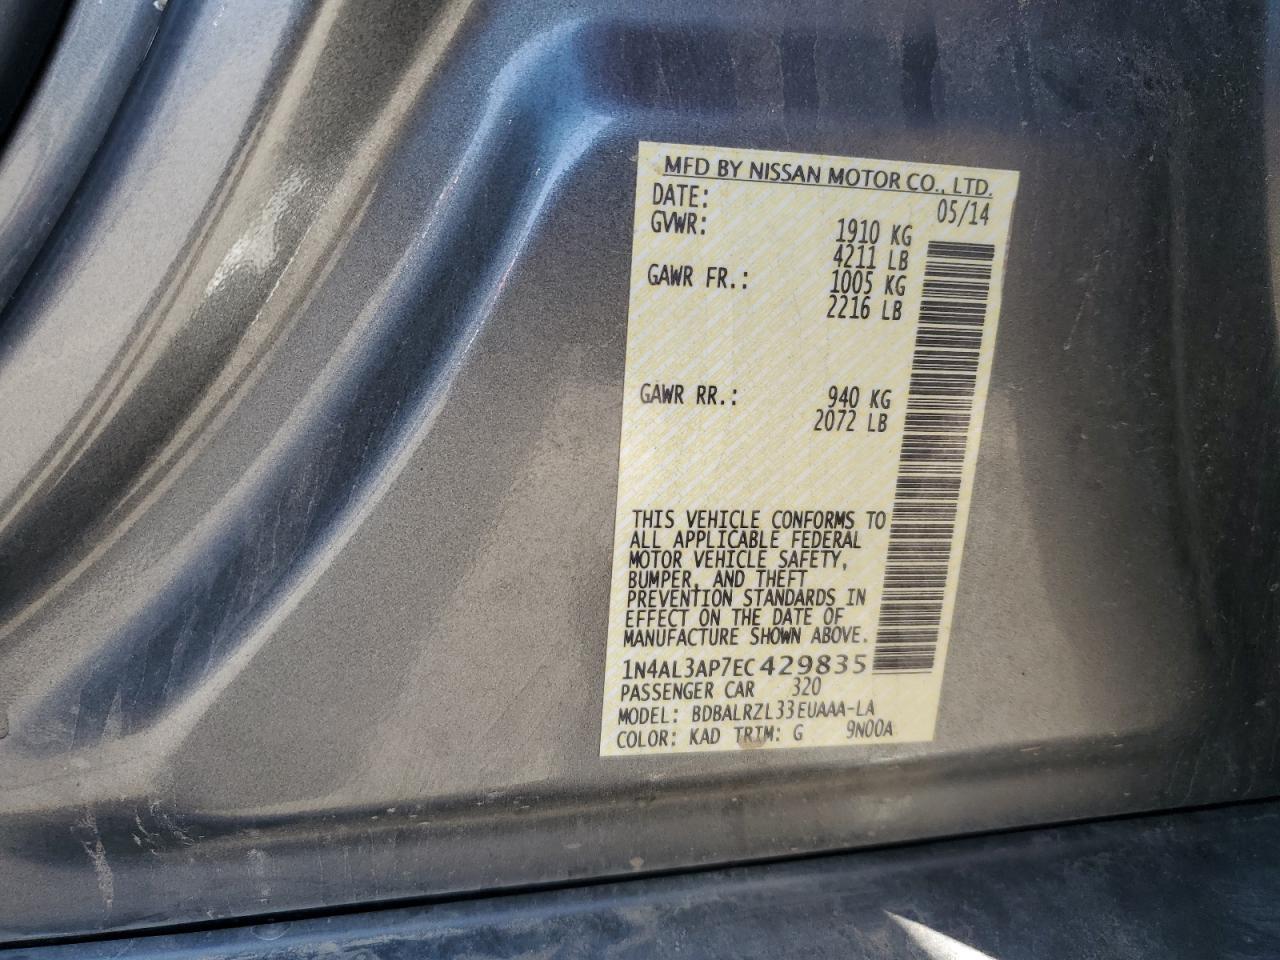 MFD BY NISSAN MOTOR CO., LTD.
DATE: 05/14
GVWR: 1910 KG
4211 LB
GAWR FR.: 1005 KG
2216 LB
GAWR RR.: 940 KG
2072 LB
THIS VEHICLE CONFORMS TO
ALL APPLICABLE FEDERAL
MOTOR VEHICLE SAFETY,
BUMPER, AND THEFT
PREVENTION STANDARDS IN
EFFECT ON THE DATE OF
MANUFACTURE SHOWN ABOVE.
1N4AL3AP7EC429835
PASSENGER CAR 320
MODEL: BDBALRZL33EUAAA-LA
COLOR: KAD TRIM: G 9N00A